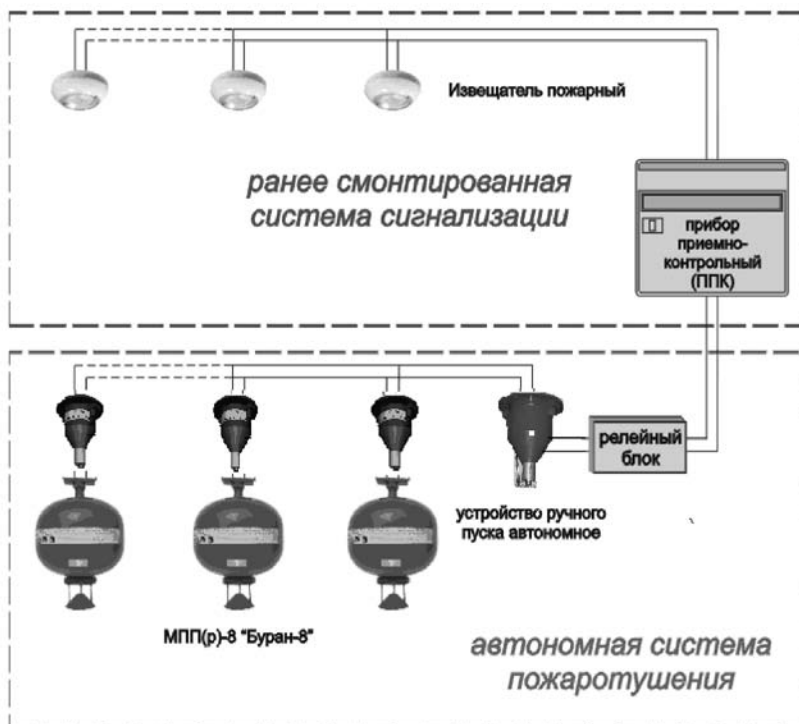 Извещатель пожарный
ранее смонтированная
система сигнализации
прибор
приемно-
контрольный
(ППК)
релейный
блок
устройство ручного
пуска автономное
МПП(р)-8 "Буран-8"
автономная система
пожаротушения